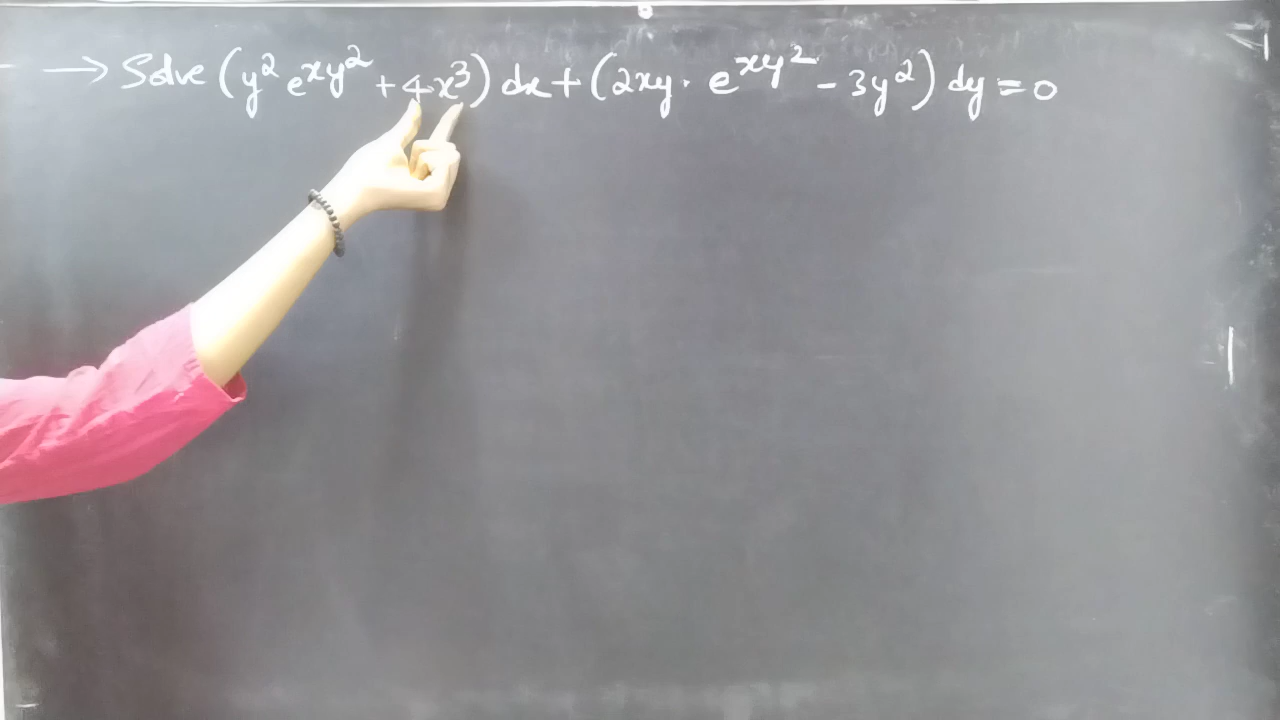 → Solve (y² e^{xy²} + 4x³) dx + (2xy · e^{xy²} - 3y²) dy = 0